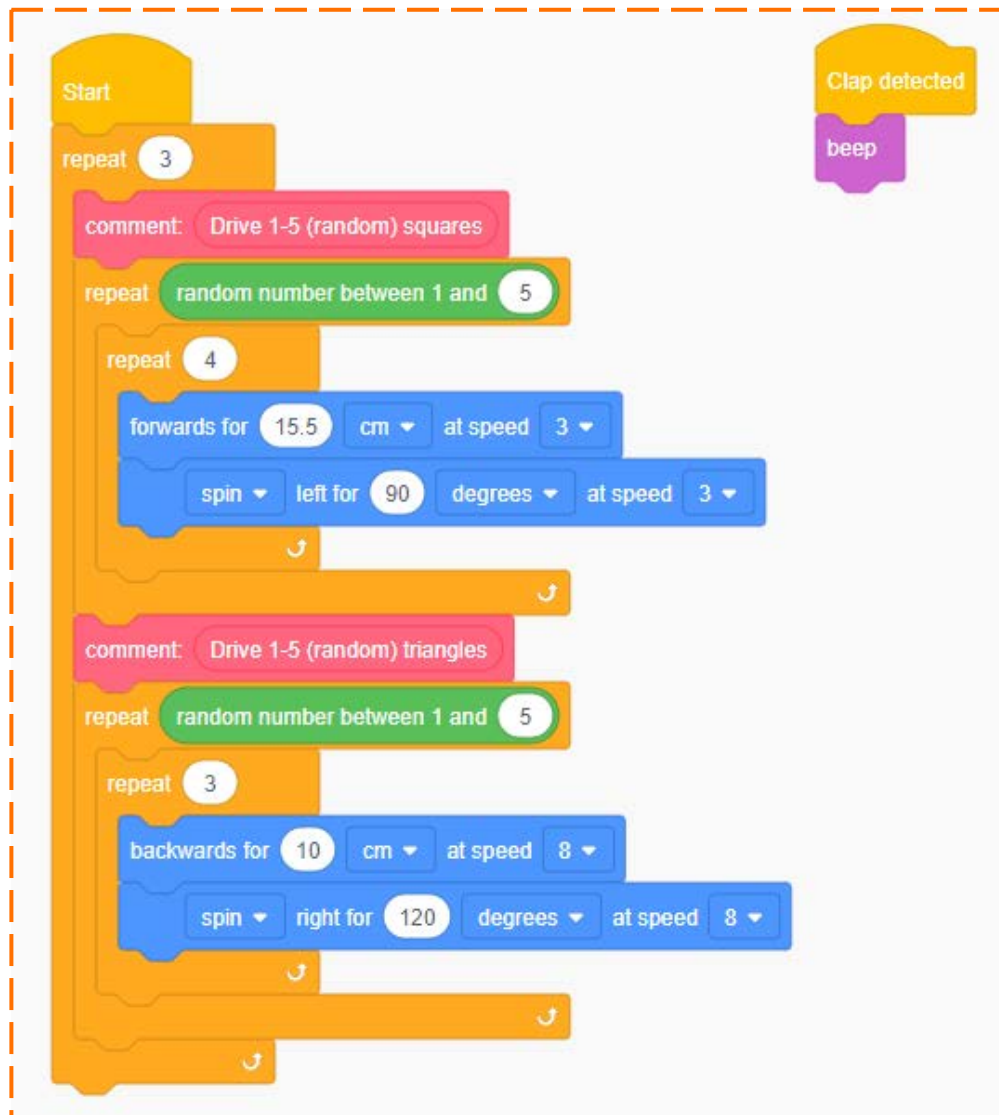 Start
repeat 3
comment: Drive 1-5 (random) squares
repeat random number between 1 and 5
repeat 4
forwards for 15.5 cm at speed 3
spin left for 90 degrees at speed 3
comment: Drive 1-5 (random) triangles
repeat random number between 1 and 5
repeat 3
backwards for 10 cm at speed 8
spin right for 120 degrees at speed 8
Clap detected
beep